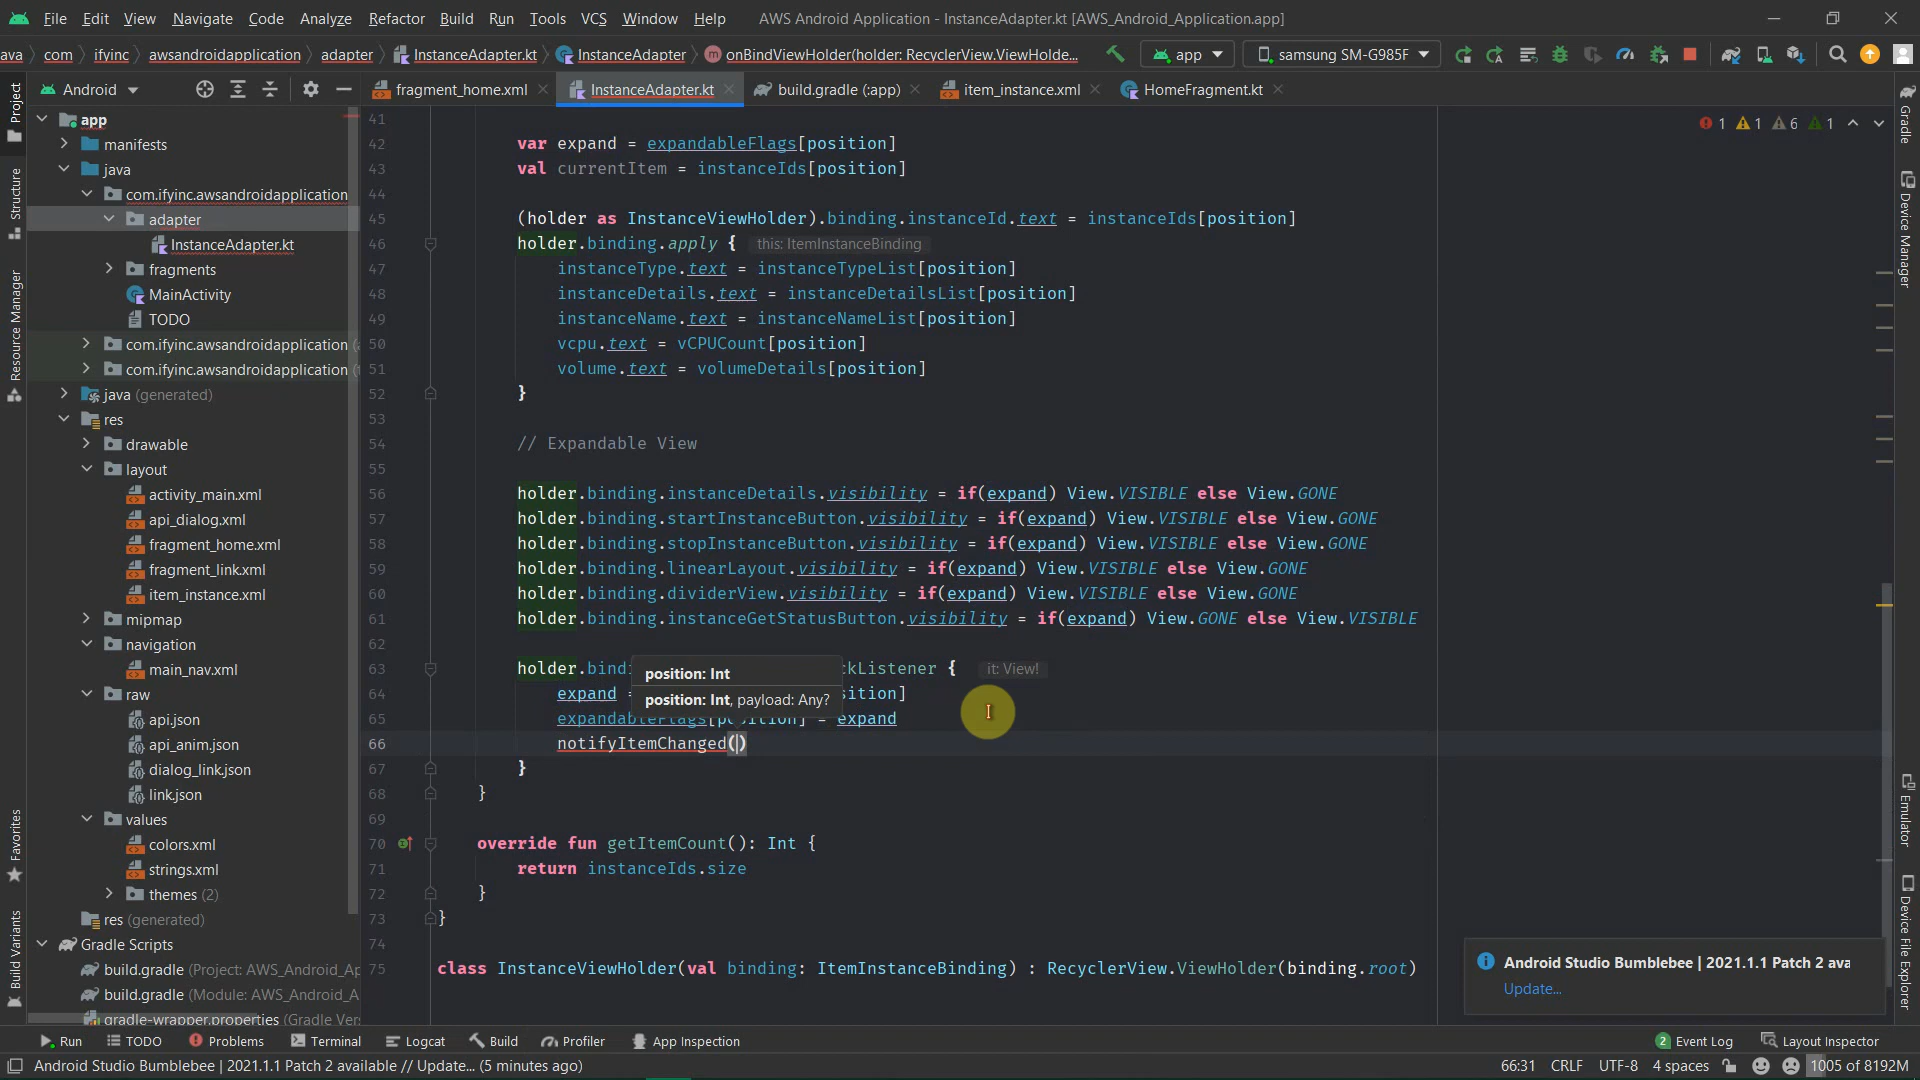 File Edit View Navigate Code Analyze Refactor Build Run Tools VCS Window Help AWS Android Application - InstanceAdapter.kt [AWS_Android_Application.app]
ava com ifyinc awsandroidapplication adapter InstanceAdapter.kt InstanceAdapter onBindViewHolder(holder: RecyclerView.ViewHolde... app samsung SM-G985F
Android fragment_home.xml InstanceAdapter.kt build.gradle (:app) item_instance.xml HomeFragment.kt
1 1 6 1
Project
Structure
Resource Manager
Favorites
Build Variants
app
manifests
java
com.ifyinc.awsandroidapplication
adapter
InstanceAdapter.kt
fragments
MainActivity
TODO
com.ifyinc.awsandroidapplication (
com.ifyinc.awsandroidapplication (
java (generated)
res
drawable
layout
activity_main.xml
api_dialog.xml
fragment_home.xml
fragment_link.xml
item_instance.xml
mipmap
navigation
main_nav.xml
raw
api.json
api_anim.json
dialog_link.json
link.json
values
colors.xml
strings.xml
themes (2)
res (generated)
Gradle Scripts
build.gradle (Project: AWS_Android_Ap
build.gradle (Module: AWS_Android_A
gradle-wrapper.properties (Gradle Ver
41
42 var expand = expandableFlags[position]
43 val currentItem = instanceIds[position]
44
45 (holder as InstanceViewHolder).binding.instanceId.text = instanceIds[position]
46 holder.binding.apply { this: ItemInstanceBinding
47 instanceType.text = instanceTypeList[position]
48 instanceDetails.text = instanceDetailsList[position]
49 instanceName.text = instanceNameList[position]
50 vcpu.text = vCPUCount[position]
51 volume.text = volumeDetails[position]
52 }
53
54 // Expandable View
55
56 holder.binding.instanceDetails.visibility = if(expand) View.VISIBLE else View.GONE
57 holder.binding.startInstanceButton.visibility = if(expand) View.VISIBLE else View.GONE
58 holder.binding.stopInstanceButton.visibility = if(expand) View.VISIBLE else View.GONE
59 holder.binding.linearLayout.visibility = if(expand) View.VISIBLE else View.GONE
60 holder.binding.dividerView.visibility = if(expand) View.VISIBLE else View.GONE
61 holder.binding.instanceGetStatusButton.visibility = if(expand) View.GONE else View.VISIBLE
62
63 holder.bindi ckListener { it: View!
position: Int
64 expand = sition]
position: Int, payload: Any?
65 expandableFlags[position] = expand
66 notifyItemChanged()
67 }
68 }
69
70 override fun getItemCount(): Int {
71 return instanceIds.size
72 }
73 }
74
75 class InstanceViewHolder(val binding: ItemInstanceBinding) : RecyclerView.ViewHolder(binding.root)
Gradle
Device Manager
Emulator
Device File Explorer
Android Studio Bumblebee | 2021.1.1 Patch 2 ava
Update...
Run TODO Problems Terminal Logcat Build Profiler App Inspection 2 Event Log Layout Inspector
Android Studio Bumblebee | 2021.1.1 Patch 2 available // Update... (5 minutes ago) 66:31 CRLF UTF-8 4 spaces 1005 of 8192M